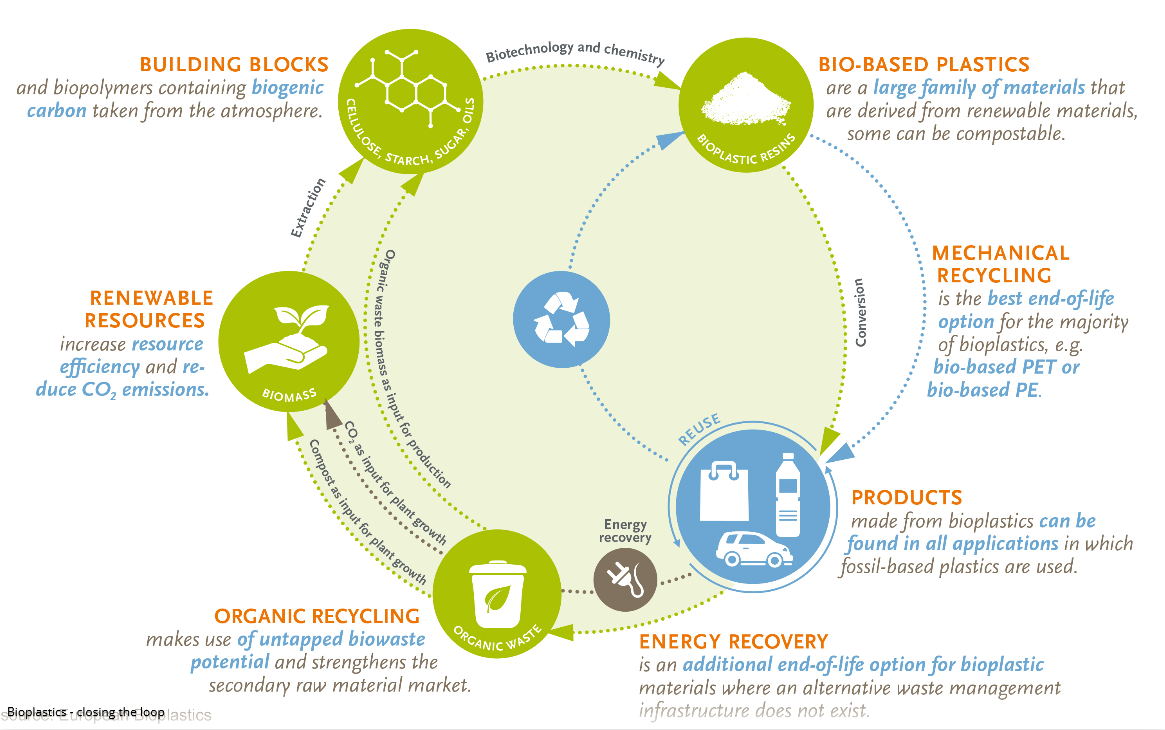 BUILDING BLOCKS
and biopolymers containing biogenic
carbon taken from the atmosphere.
CELLULOSE, STARCH, SUGAR, OILS
Biotechnology and chemistry
BIOPLASTIC RESINS
BIO-BASED PLASTICS
are a large family of materials that
are derived from renewable materials,
some can be compostable.
Extraction
Organic waste biomass as input for production
Conversion
MECHANICAL
RECYCLING
is the best end-of-life
option for the majority
of bioplastics, e.g.
bio-based PET or
bio-based PE.
RENEWABLE
RESOURCES
increase resource
efficiency and re-
duce CO₂ emissions.
BIOMASS
CO₂ as input for plant growth
Compost as input for plant growth
REUSE
PRODUCTS
made from bioplastics can be
found in all applications in which
fossil-based plastics are used.
Energy
recovery
ORGANIC WASTE
ORGANIC RECYCLING
makes use of untapped biowaste
potential and strengthens the
secondary raw material market.
ENERGY RECOVERY
is an additional end-of-life option for bioplastic
materials where an alternative waste management
infrastructure does not exist.
source: European Bioplastics
Bioplastics - closing the loop